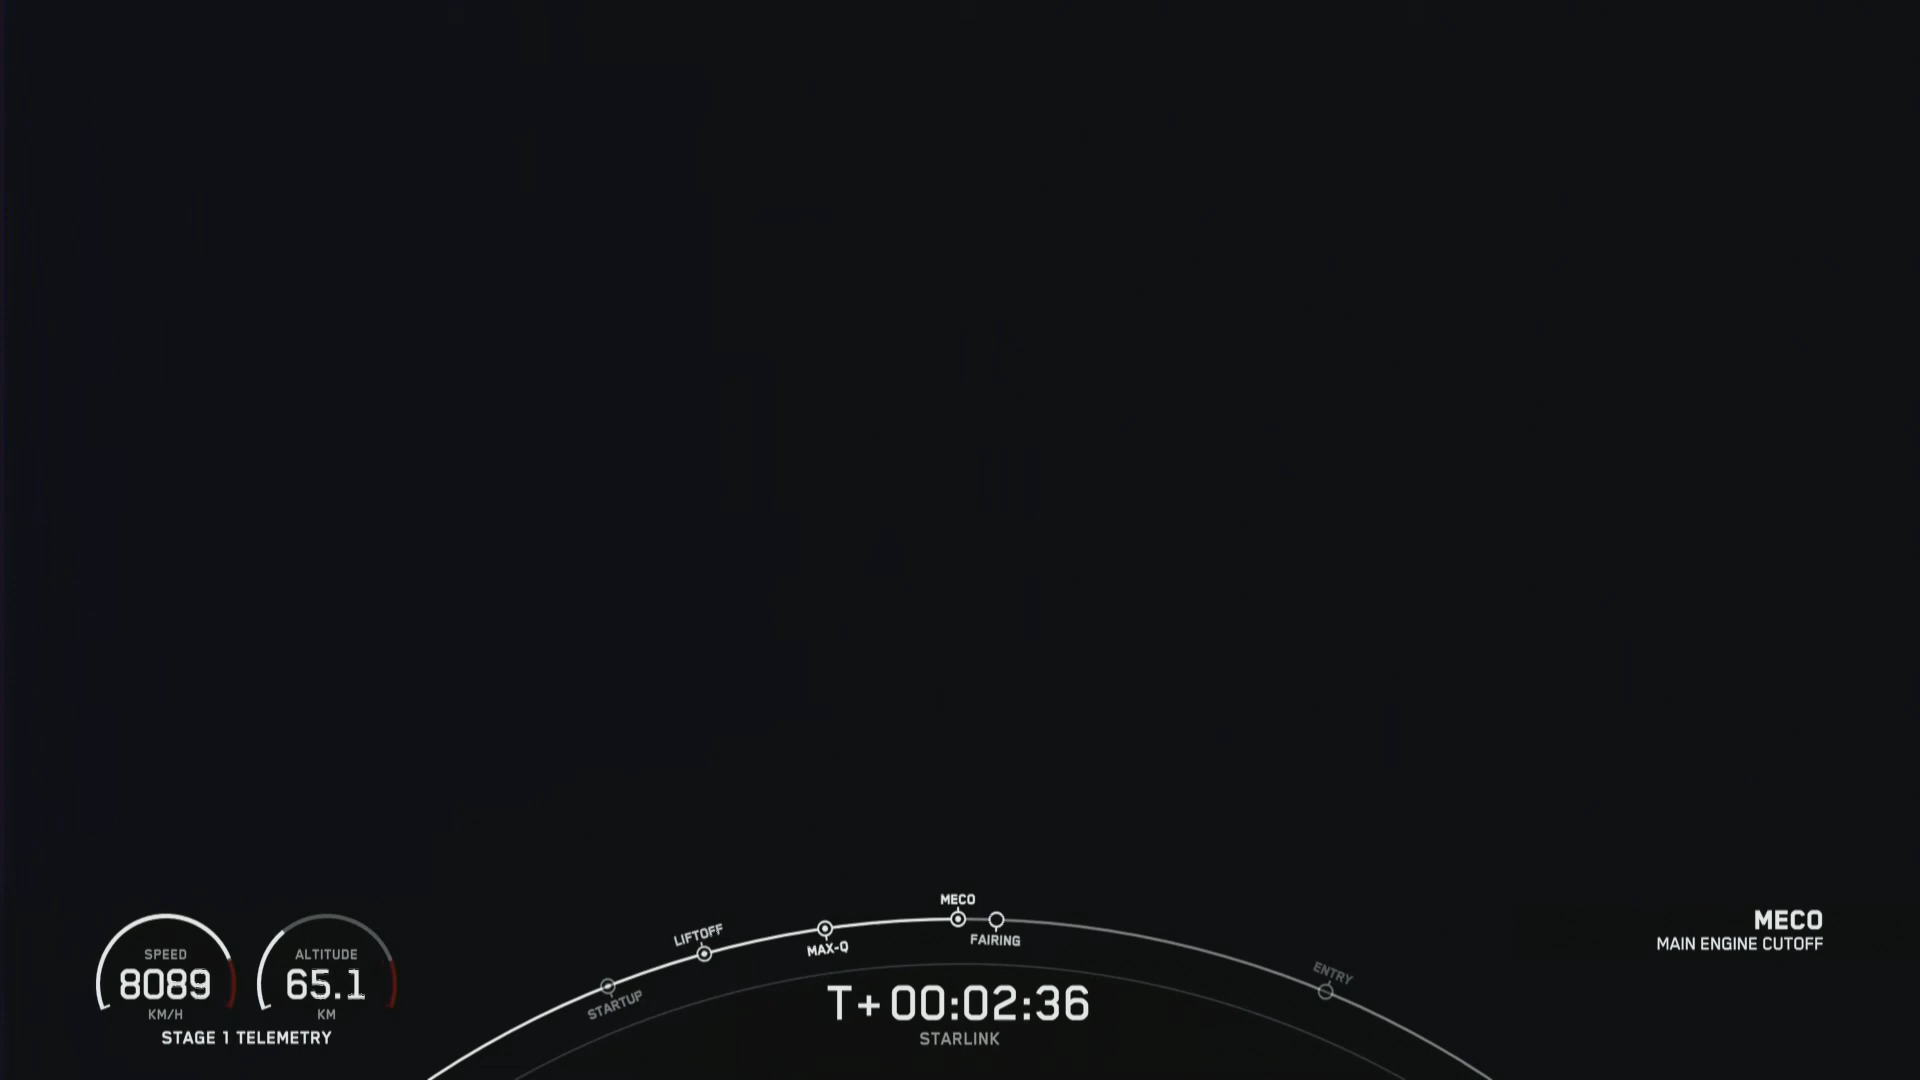 MECO
LIFTOFF
MAX-Q
FAIRING
STARTUP
ENTRY
MECO
MAIN ENGINE CUTOFF
SPEED
8089
KM/H
ALTITUDE
65.1
KM
STAGE 1 TELEMETRY
T+00:02:36
STARLINK